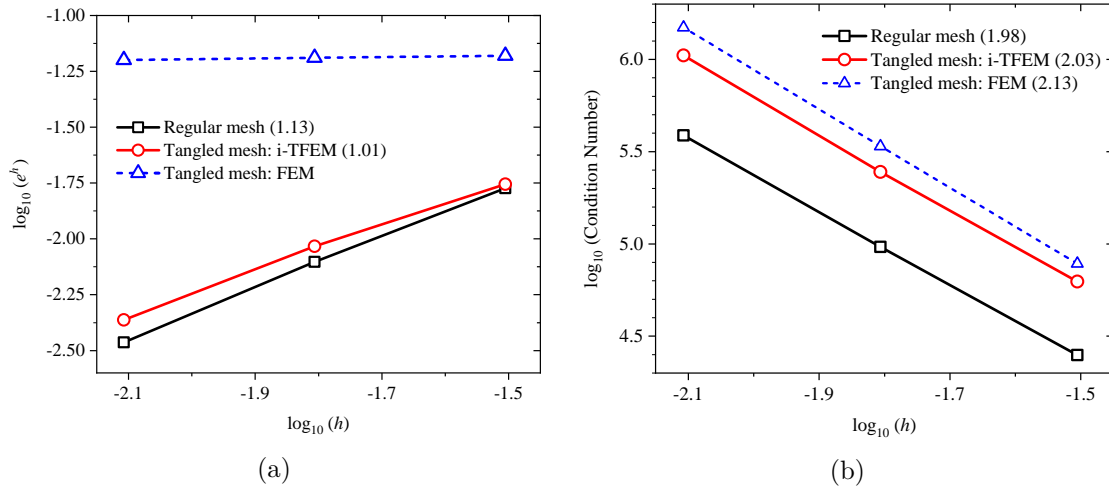 -1.00
-1.25
-1.50
-1.75
-2.00
-2.25
-2.50
log10 (e^h)
Regular mesh (1.13)
Tangled mesh: i-TFEM (1.01)
Tangled mesh: FEM
-2.1 -1.9 -1.7 -1.5
log10 (h)
(a)
6.0
5.5
5.0
4.5
log10 (Condition Number)
Regular mesh (1.98)
Tangled mesh: i-TFEM (2.03)
Tangled mesh: FEM (2.13)
-2.1 -1.9 -1.7 -1.5
log10 (h)
(b)